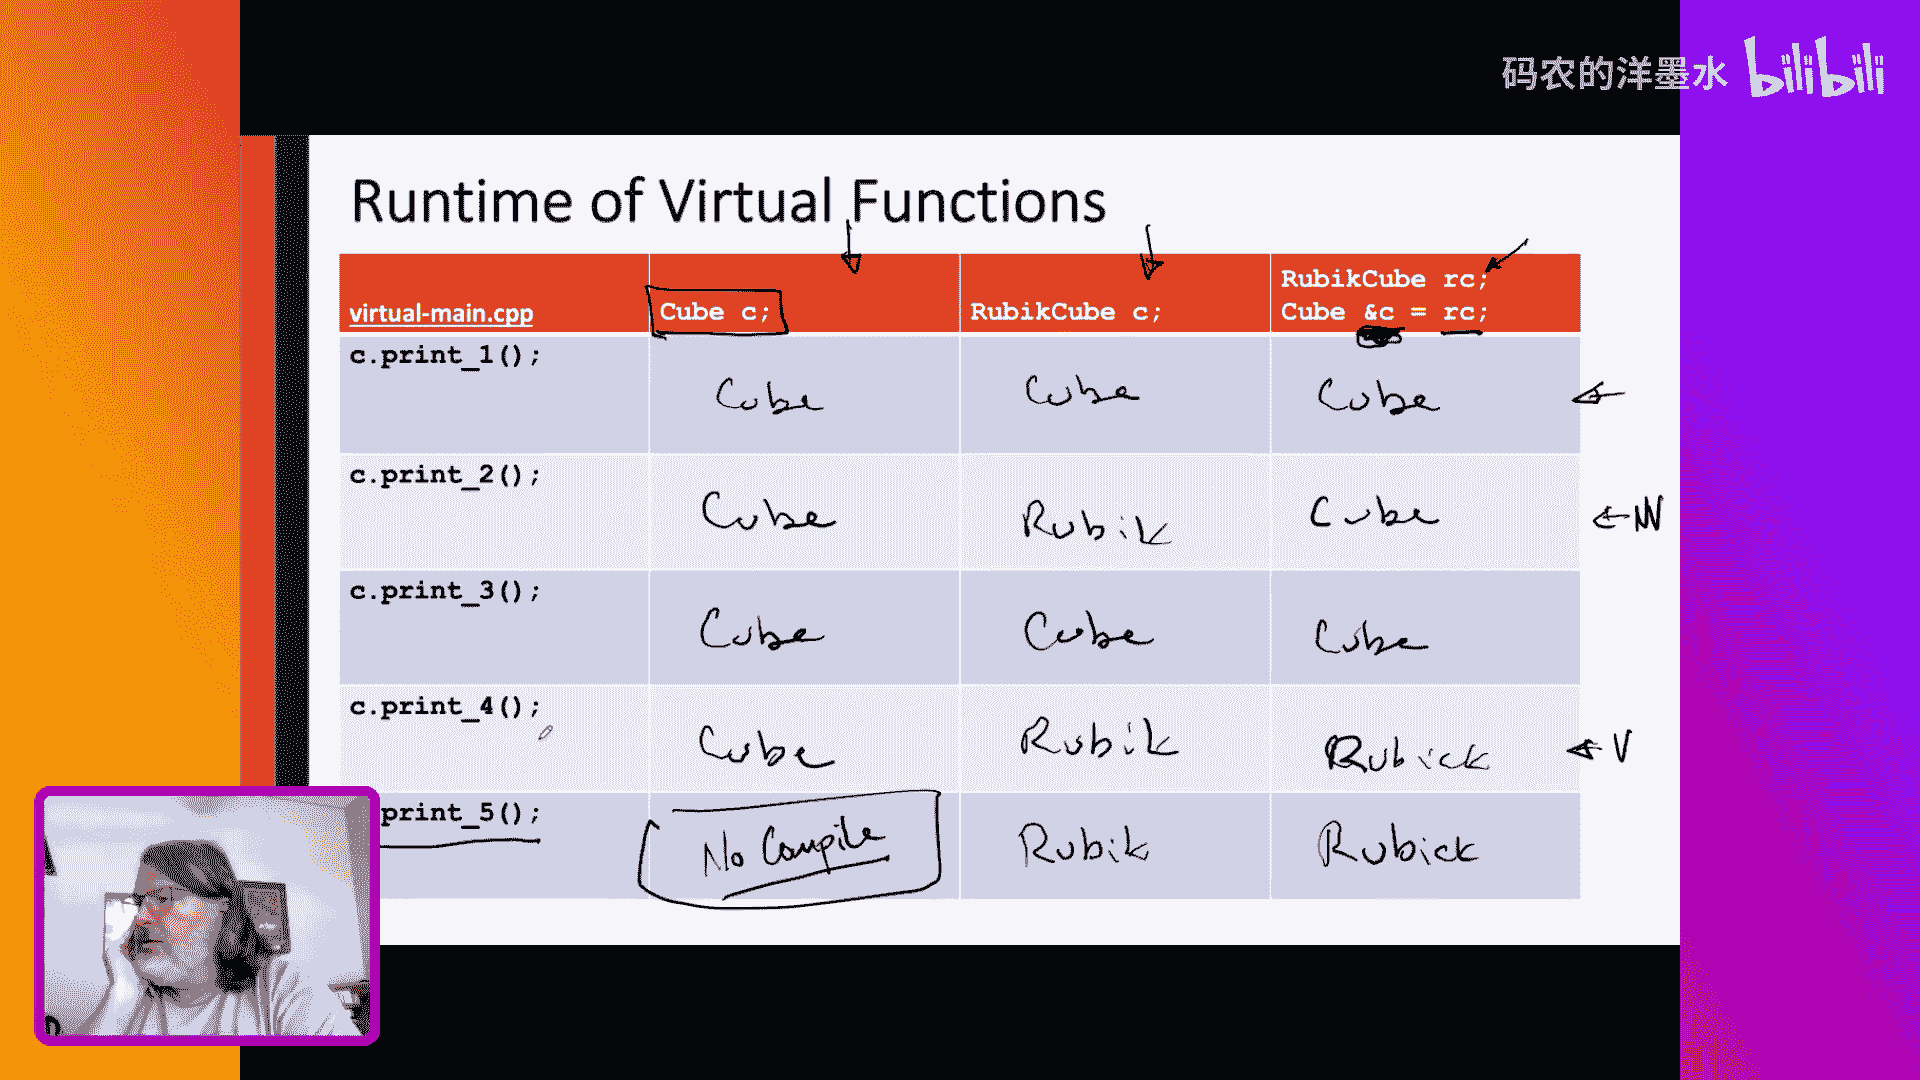 码农的洋墨水 bilibili
Runtime of Virtual Functions
virtual-main.cpp
Cube c;
RubikCube c;
RubikCube rc;
Cube &c = rc;
c.print_1();
Cube
Cube
Cube
c.print_2();
Cube
Rubik
Cube
NV
c.print_3();
Cube
Cube
Cube
c.print_4();
Cube
Rubik
Rubick
V
print_5();
No Compile
Rubik
Rubick